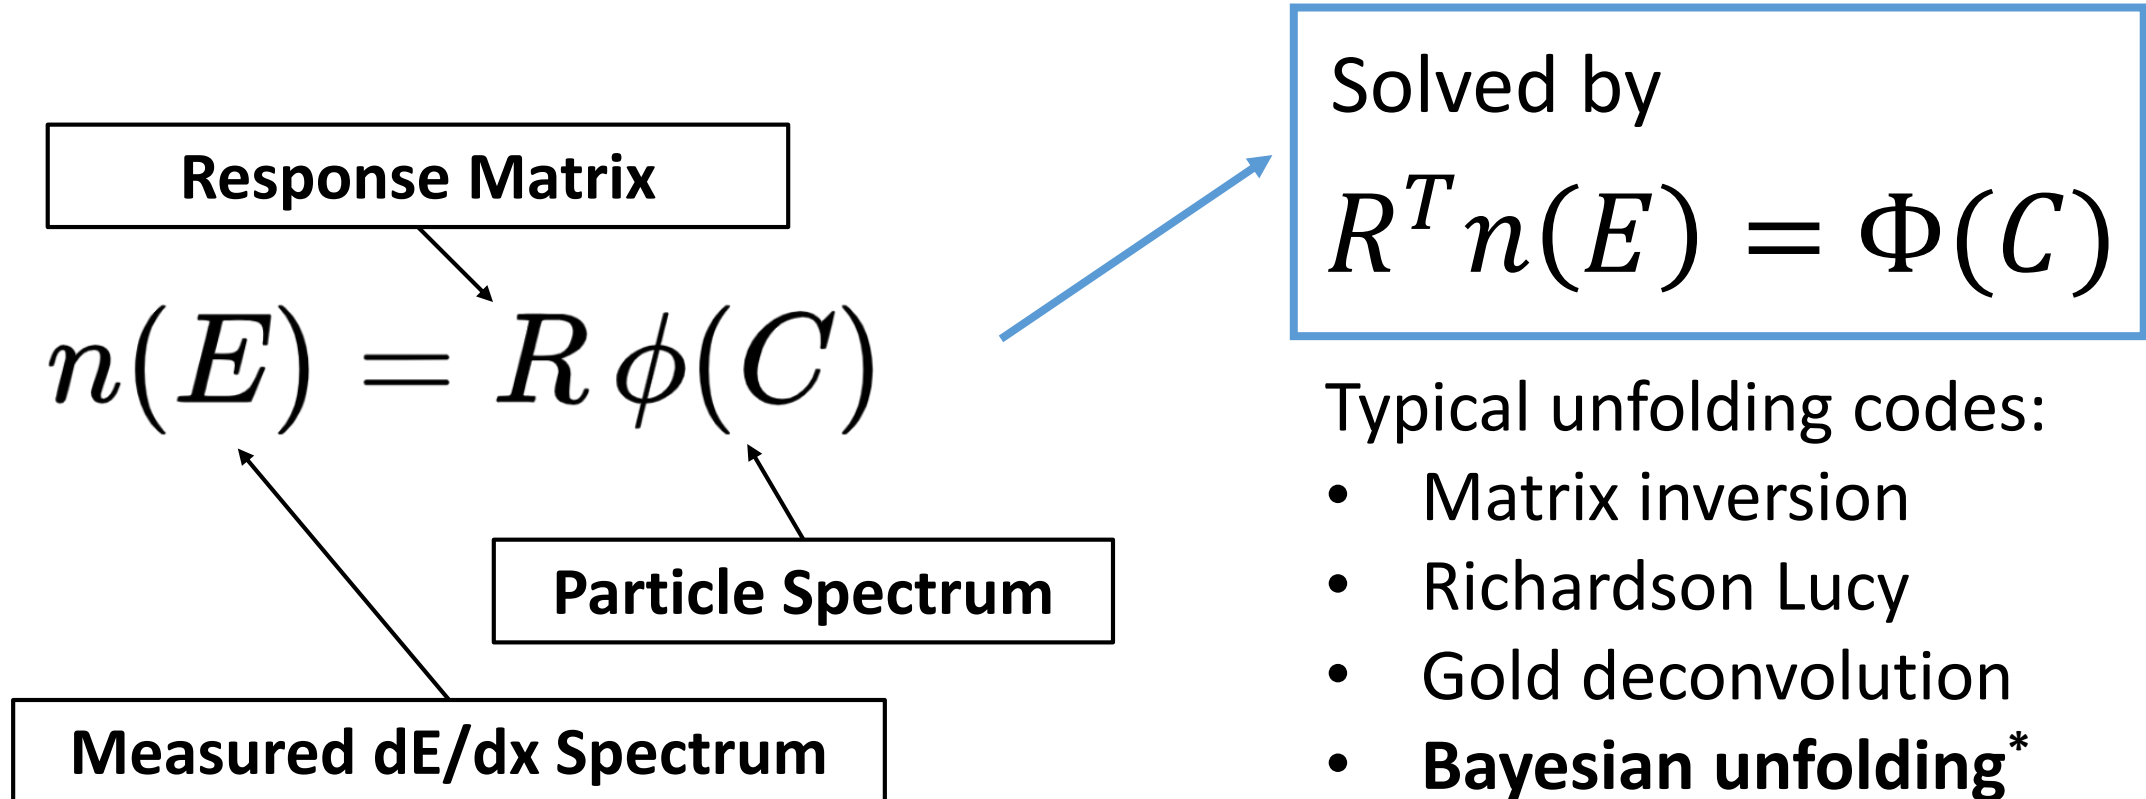 Response Matrix
n(E) = R ϕ(C)
Particle Spectrum
Measured dE/dx Spectrum
Solved by
R^T n(E) = Φ(C)
Typical unfolding codes:
• Matrix inversion
• Richardson Lucy
• Gold deconvolution
• Bayesian unfolding*